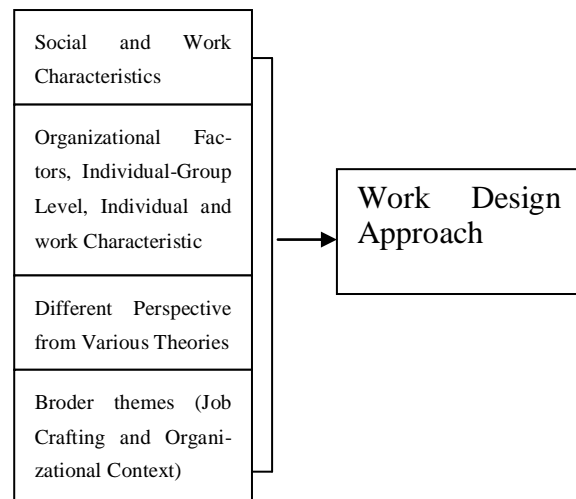 Social and Work
Characteristics
Organizational Fac-
tors, Individual-Group
Level, Individual and
work Characteristic
Different Perspective
from Various Theories
Broder themes (Job
Crafting and Organi-
zational Context)
Work Design
Approach